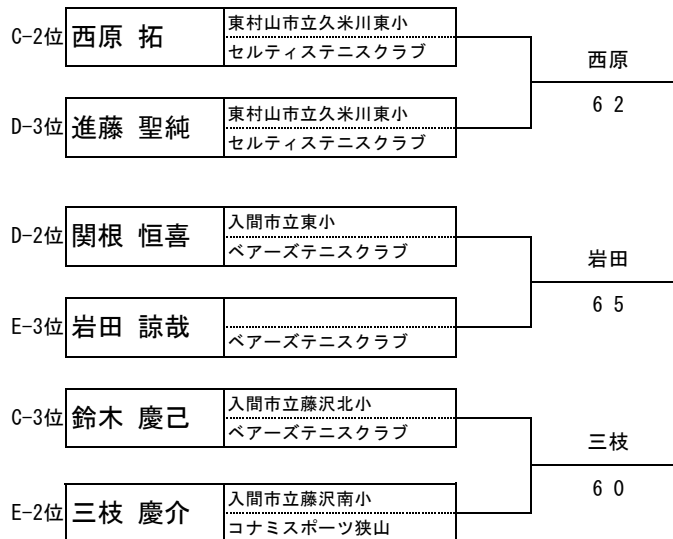 C-2位 西原 拓 東村山市立久米川東小
セルティステニスクラブ
西原
6 2
D-3位 進藤 聖純 東村山市立久米川東小
セルティステニスクラブ
D-2位 関根 恒喜 入間市立東小
ベアーズテニスクラブ
岩田
6 5
E-3位 岩田 諒哉
ベアーズテニスクラブ
C-3位 鈴木 慶己 入間市立藤沢北小
ベアーズテニスクラブ
三枝
6 0
E-2位 三枝 慶介 入間市立藤沢南小
コナミスポーツ狭山